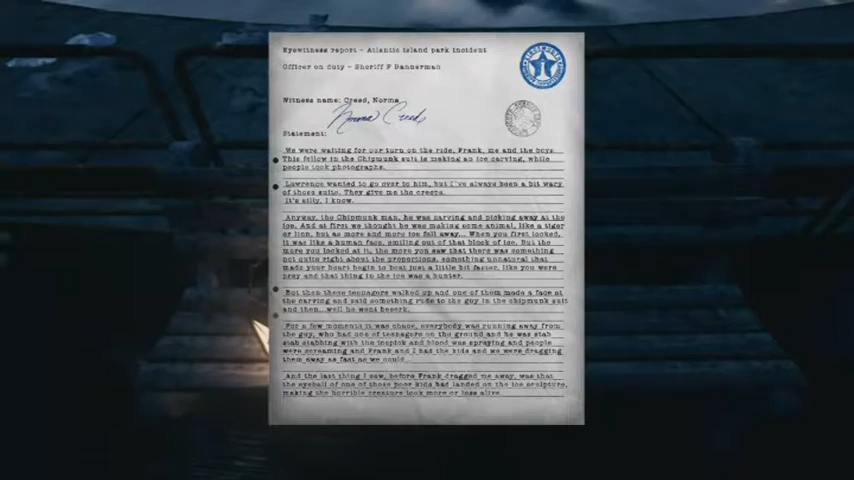 Eyewitness report - Atlantic island park incident
Officer on duty - Sheriff F Bannerman
Witness name: Creed, Norma
Norma Creed
Statement:
We were waiting for our turn on the ride, Frank, me and the boys.
This fellow in the Chipmunk suit is making an ice carving, while
people took photographs.
Lawrence wanted to go over to him, but I've always been a bit wary
of those suits. They give me the creeps.
It's silly, I know.
Anyway, the Chipmunk man, he was carving and picking away at the
ice. And at first we thought he was making some animal, like a tiger
or lion, but as more and more ice fell away... When you first looked,
it was like a human face, smiling out of that block of ice. But the
more you looked at it, the more you saw that there was something
not quite right about the proportions, something unnatural that
made your heart begin to beat just a little bit faster, like you were
prey and that thing in the ice was a hunter.
But then these teenagers walked up and one of them made a face at
the carving and said something rude to the guy in the chipmunk suit
and then...well he went beserk.
For a few moments it was chaos, everybody was running away from
the guy, who had one of teenagers on the ground and he was stab
stab stabbing with the icepick and blood was spraying and people
were screaming and Frank and I had the kids and we were dragging
them away as fast as we could
And the last thing I saw, before Frank dragged me away, was that
the eyeball of one of those poor kids had landed on the ice sculpture,
making the horrible creature look more or less alive